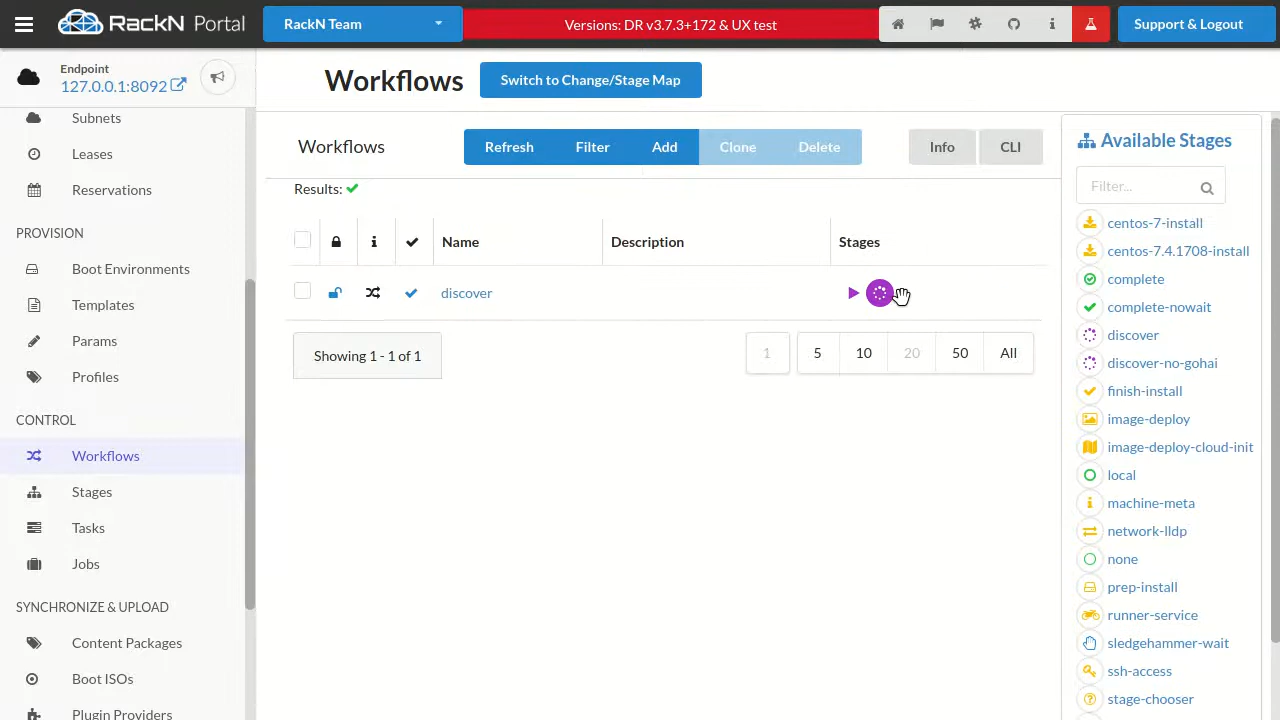 RackN Portal
RackN Team
Versions: DR v3.7.3+172 & UX test
Support & Logout
Endpoint
127.0.0.1:8092
Subnets
Leases
Reservations
PROVISION
Boot Environments
Templates
Params
Profiles
CONTROL
Workflows
Stages
Tasks
Jobs
SYNCHRONIZE & UPLOAD
Content Packages
Boot ISOs
Plugin Providers
Workflows
Switch to Change/Stage Map
Workflows
Refresh
Filter
Add
Clone
Delete
Info
CLI
Results:
Name
Description
Stages
discover
Showing 1 - 1 of 1
1
5
10
20
50
All
Available Stages
Filter...
centos-7-install
centos-7.4.1708-install
complete
complete-nowait
discover
discover-no-gohai
finish-install
image-deploy
image-deploy-cloud-init
local
machine-meta
network-lldp
none
prep-install
runner-service
sledgehammer-wait
ssh-access
stage-chooser